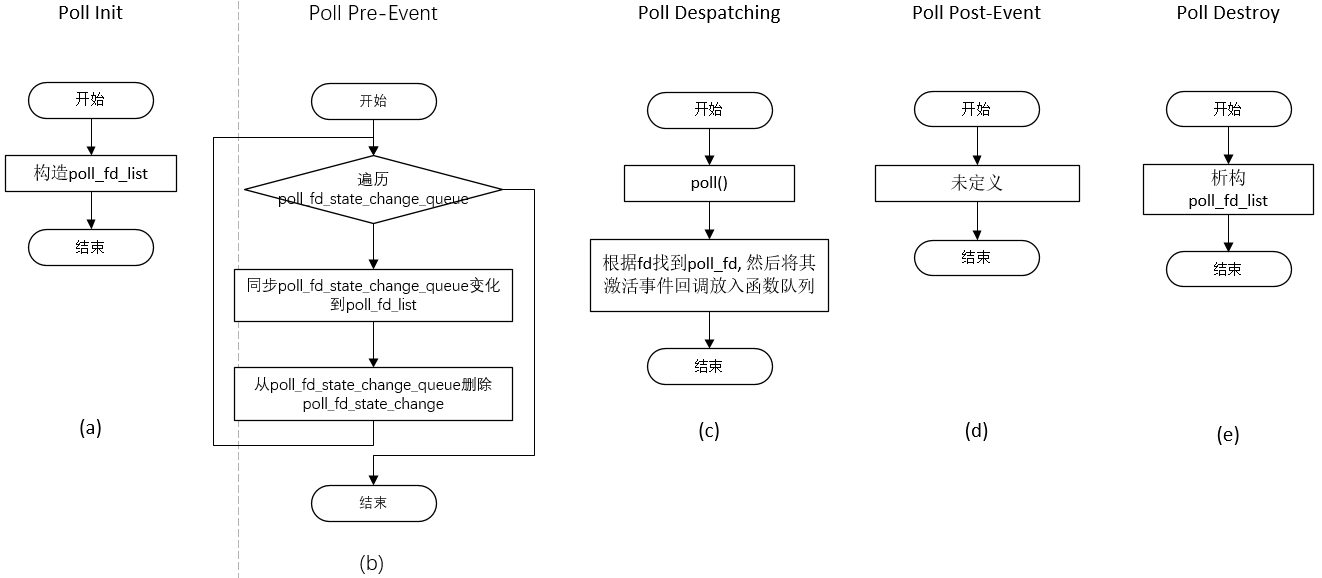 Poll Init
开始
构造poll_fd_list
结束
(a)
Poll Pre-Event
开始
遍历
poll_fd_state_change_queue
同步poll_fd_state_change_queue变化
到poll_fd_list
从poll_fd_state_change_queue删除
poll_fd_state_change
结束
(b)
Poll Despatching
开始
poll()
根据fd找到poll_fd, 然后将其
激活事件回调放入函数队列
结束
(c)
Poll Post-Event
开始
未定义
结束
(d)
Poll Destroy
开始
析构
poll_fd_list
结束
(e)